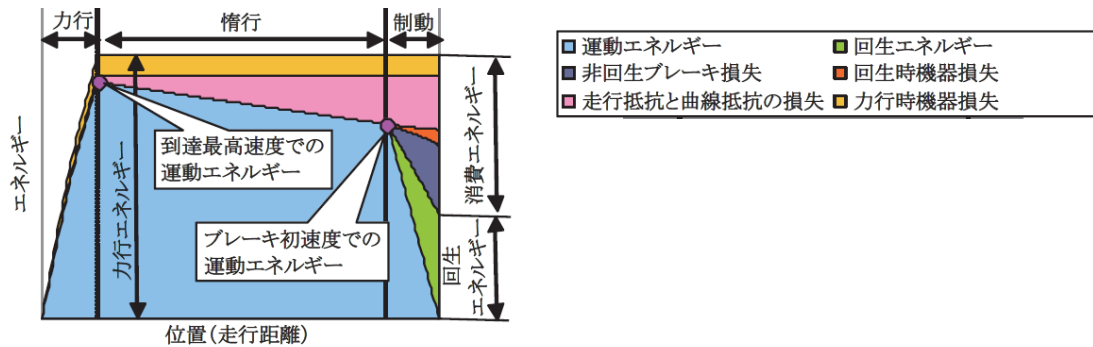 力行
惰行
制動
エネルギー
力行エネルギー
到達最高速度での
運動エネルギー
ブレーキ初速度での
運動エネルギー
消費エネルギー
回生
エネルギー
位置(走行距離)
運動エネルギー
回生エネルギー
非回生ブレーキ損失
回生時機器損失
走行抵抗と曲線抵抗の損失
力行時機器損失